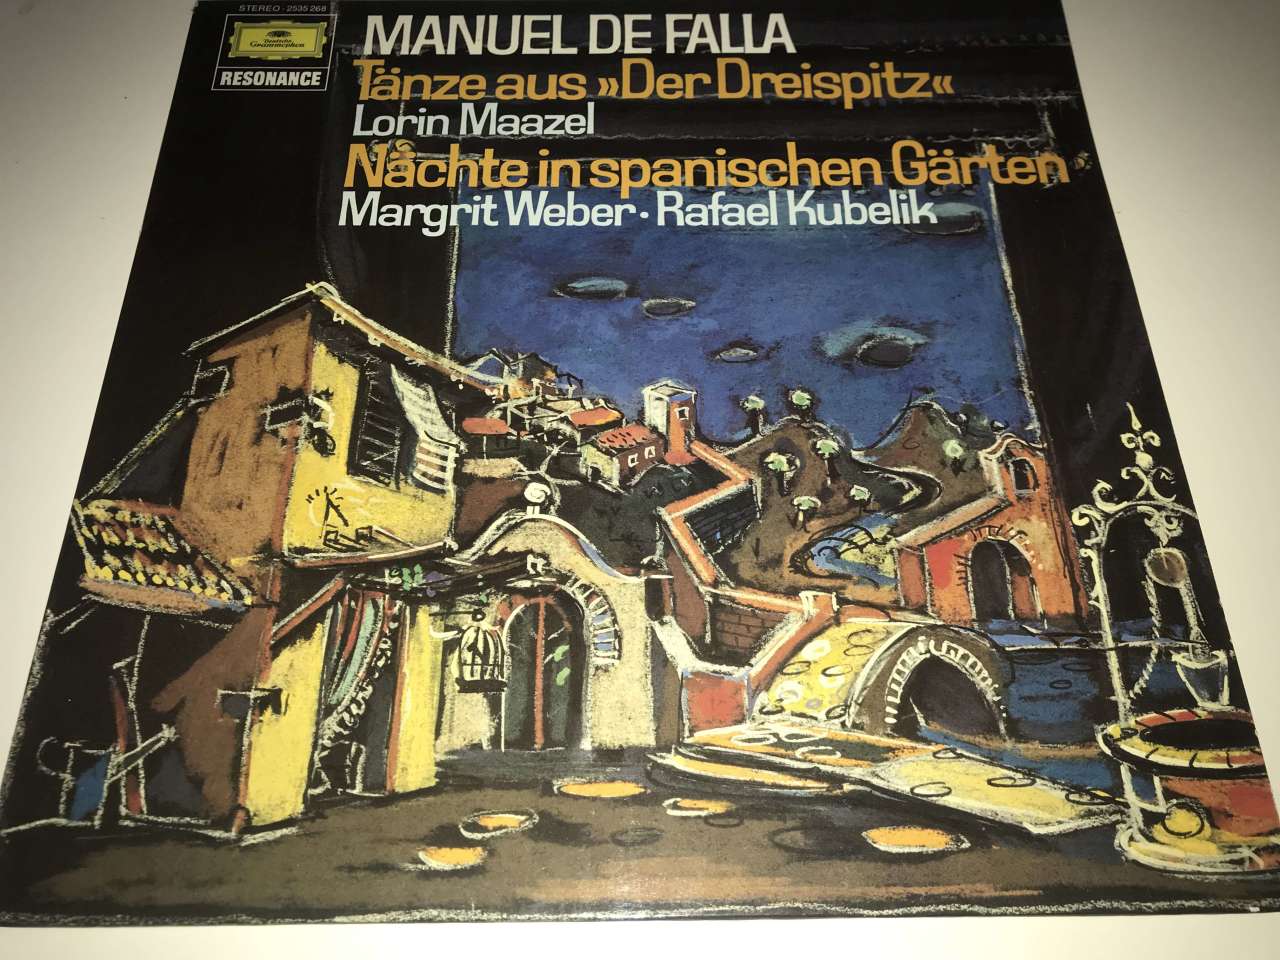 STEREO · 2535 268
Deutsche
Grammophon
RESONANCE
MANUEL DE FALLA
Tänze aus »Der Dreispitz«
Lorin Maazel
Nächte in spanischen Gärten
Margrit Weber · Rafael Kubelik